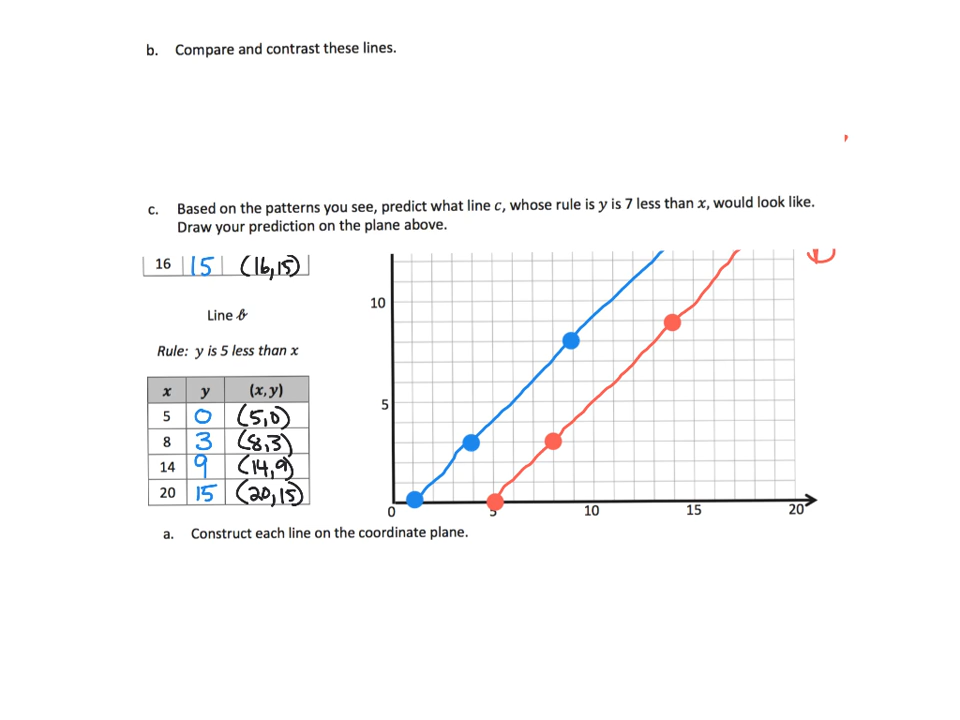 b. Compare and contrast these lines.
c. Based on the patterns you see, predict what line c, whose rule is y is 7 less than x, would look like.
Draw your prediction on the plane above.
16 15 (16,15)
Line b
Rule: y is 5 less than x
x y (x,y)
5 0 (5,0)
8 3 (8,3)
14 9 (14,9)
20 15 (20,15)
10
5
0 5 10 15 20
a. Construct each line on the coordinate plane.